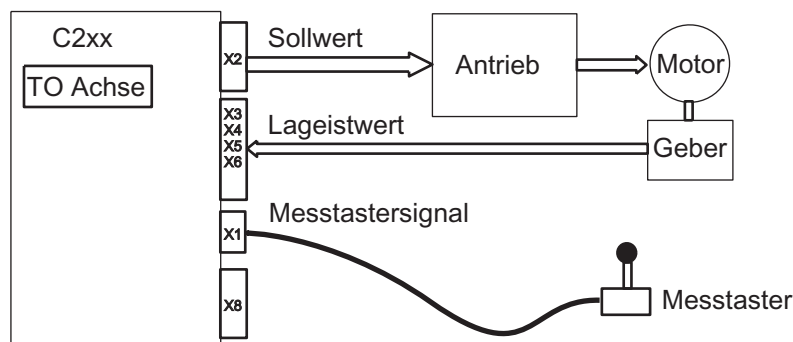 C2xx
TO Achse
X2
Sollwert
Antrieb
Motor
X3
X4
X5
X6
Lageistwert
Geber
X1
Messtastersignal
X8
Messtaster